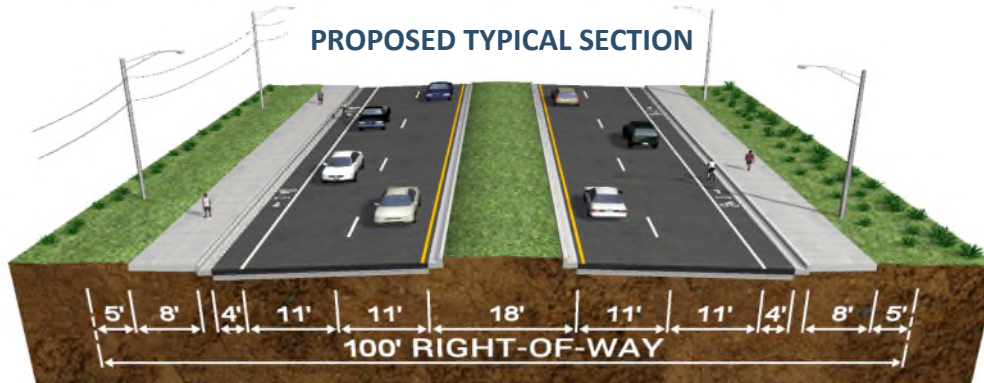 PROPOSED TYPICAL SECTION
5' 8' 4' 11' 11' 18' 11' 11' 4' 8' 5'
100' RIGHT-OF-WAY